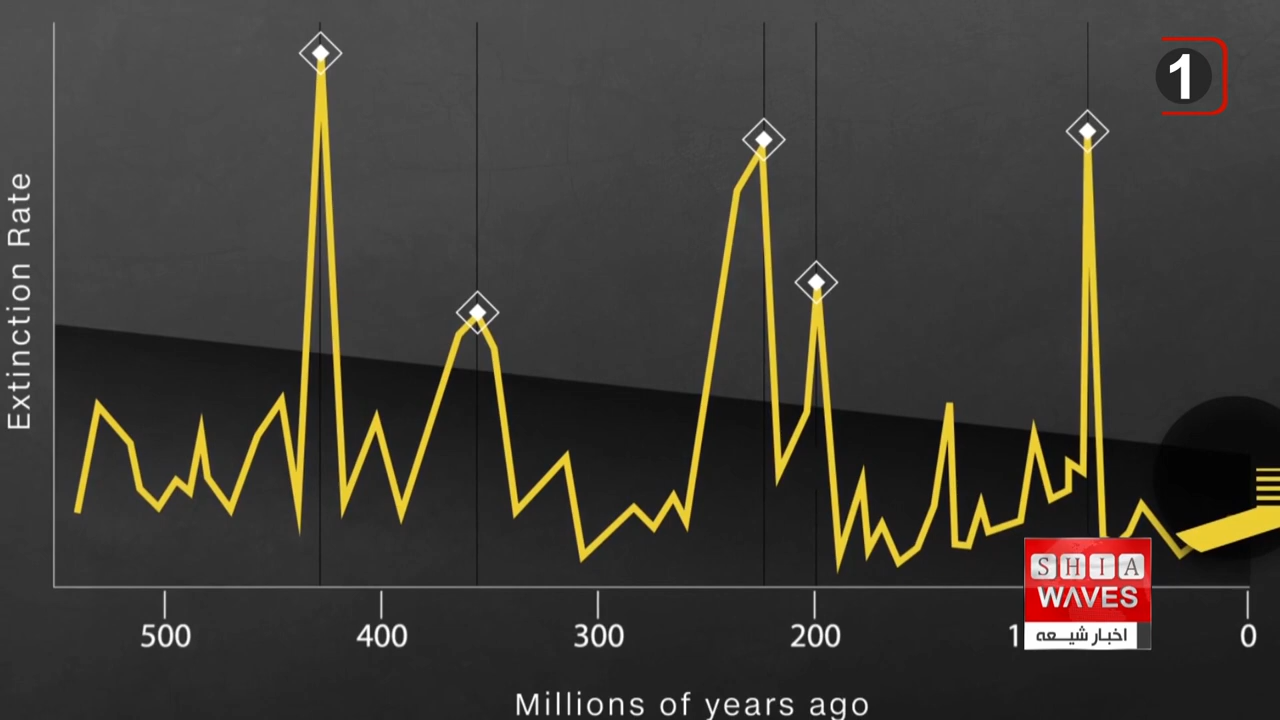 1
Extinction Rate
500
400
300
200
1
0
SHIA
WAVES
اخبار شیعه
Millions of years ago